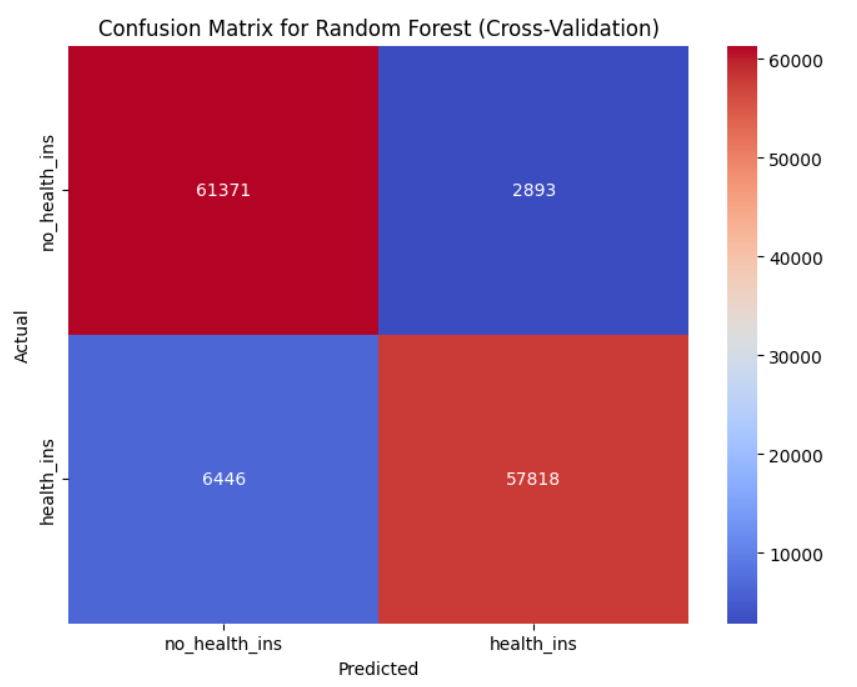 Confusion Matrix for Random Forest (Cross-Validation)
no_health_ins
61371
2893
Actual
health_ins
6446
57818
no_health_ins
health_ins
Predicted
60000
50000
40000
30000
20000
10000